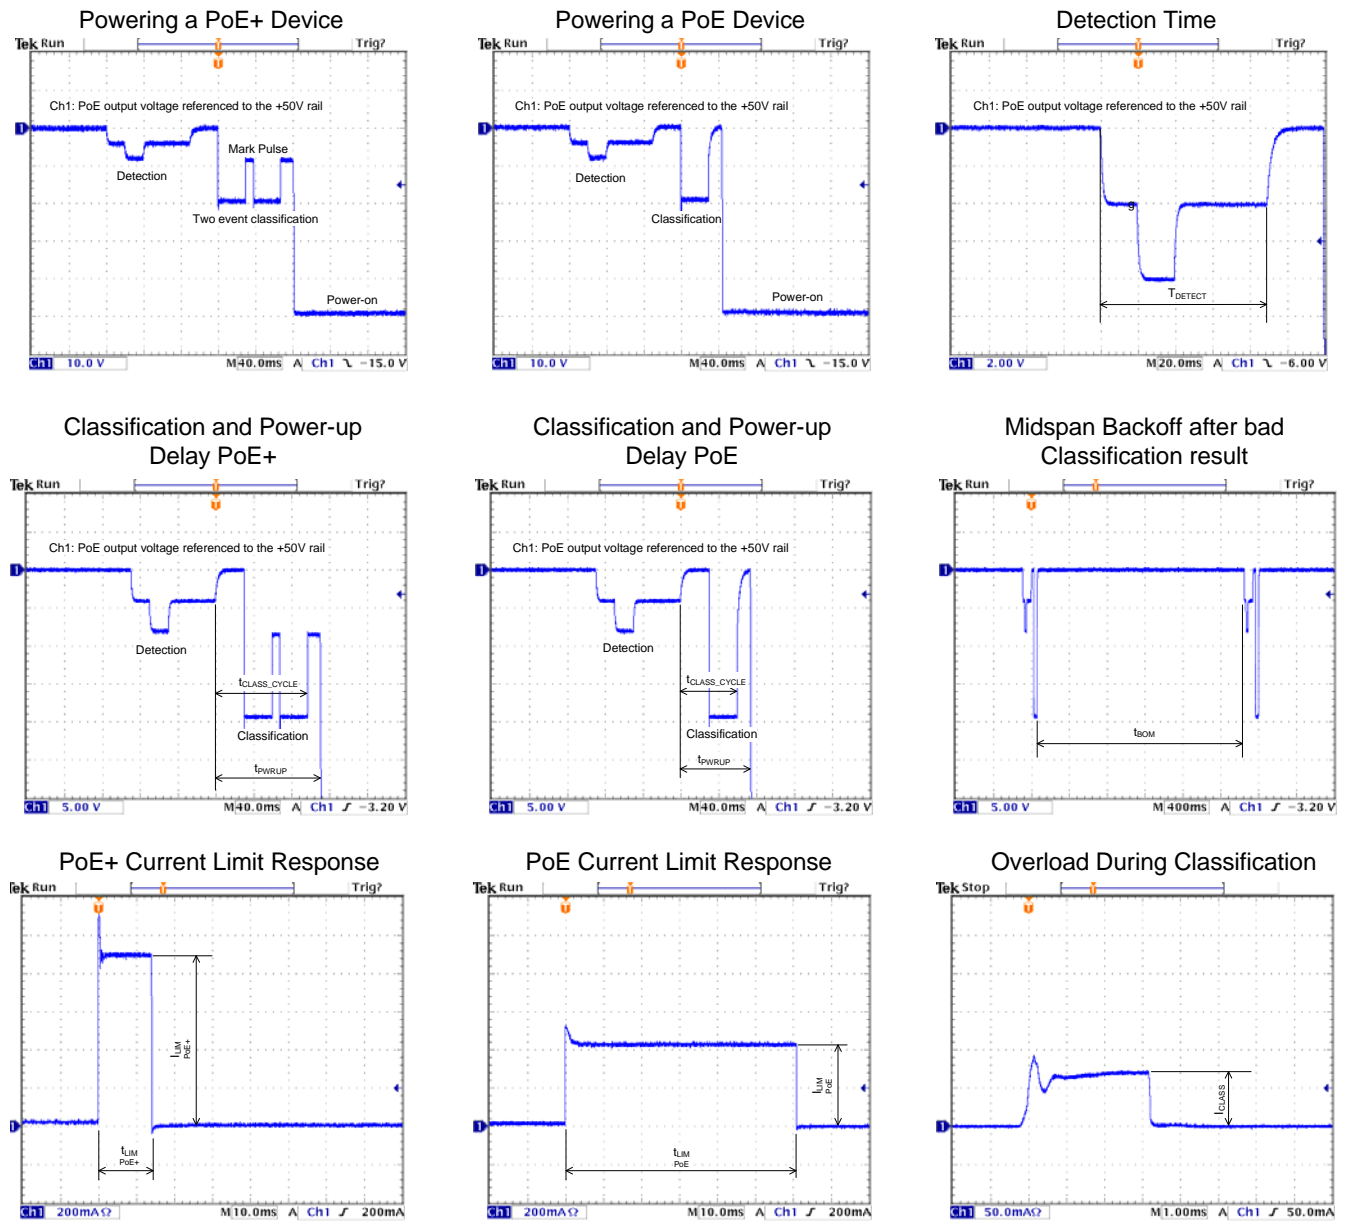 Powering a PoE+ Device
Tek Run
Trig?
T
T
Ch1: PoE output voltage referenced to the +50V rail
1
Mark Pulse
Detection
Two event classification
Power-on
Ch1 10.0 V M 40.0ms A Ch1 -15.0 V
Powering a PoE Device
Tek Run
Trig?
T
T
Ch1: PoE output voltage referenced to the +50V rail
1
Detection
Classification
Power-on
Ch1 10.0 V M 40.0ms A Ch1 -15.0 V
Detection Time
Tek Run
Trig?
T
T
Ch1: PoE output voltage referenced to the +50V rail
1
g
TDETECT
Ch1 2.00 V M 20.0ms A Ch1 -6.00 V
Classification and Power-up
Delay PoE+
Tek Run
Trig?
T
T
Ch1: PoE output voltage referenced to the +50V rail
1
Detection
tCLASS_CYCLE
Classification
tPWRUP
Ch1 5.00 V M 40.0ms A Ch1 -3.20 V
Classification and Power-up
Delay PoE
Tek Run
Trig?
T
T
Ch1: PoE output voltage referenced to the +50V rail
1
Detection
tCLASS_CYCLE
Classification
tPWRUP
Ch1 5.00 V M 40.0ms A Ch1 -3.20 V
Midspan Backoff after bad
Classification result
Tek Run
Trig?
T
T
1
tBOM
Ch1 5.00 V M 400ms A Ch1 -3.20 V
PoE+ Current Limit Response
Tek Run
Trig?
T
T
ILIM
PoE+
1
tLIM
PoE+
Ch1 200mAΩ M 10.0ms A Ch1 200mA
PoE Current Limit Response
Tek Run
Trig?
T
T
ILIM
PoE
1
tLIM
PoE
Ch1 200mAΩ M 10.0ms A Ch1 200mA
Overload During Classification
Tek Stop
Trig?
T
T
ICLASS
1
Ch1 50.0mAΩ M 1.00ms A Ch1 50.0mA